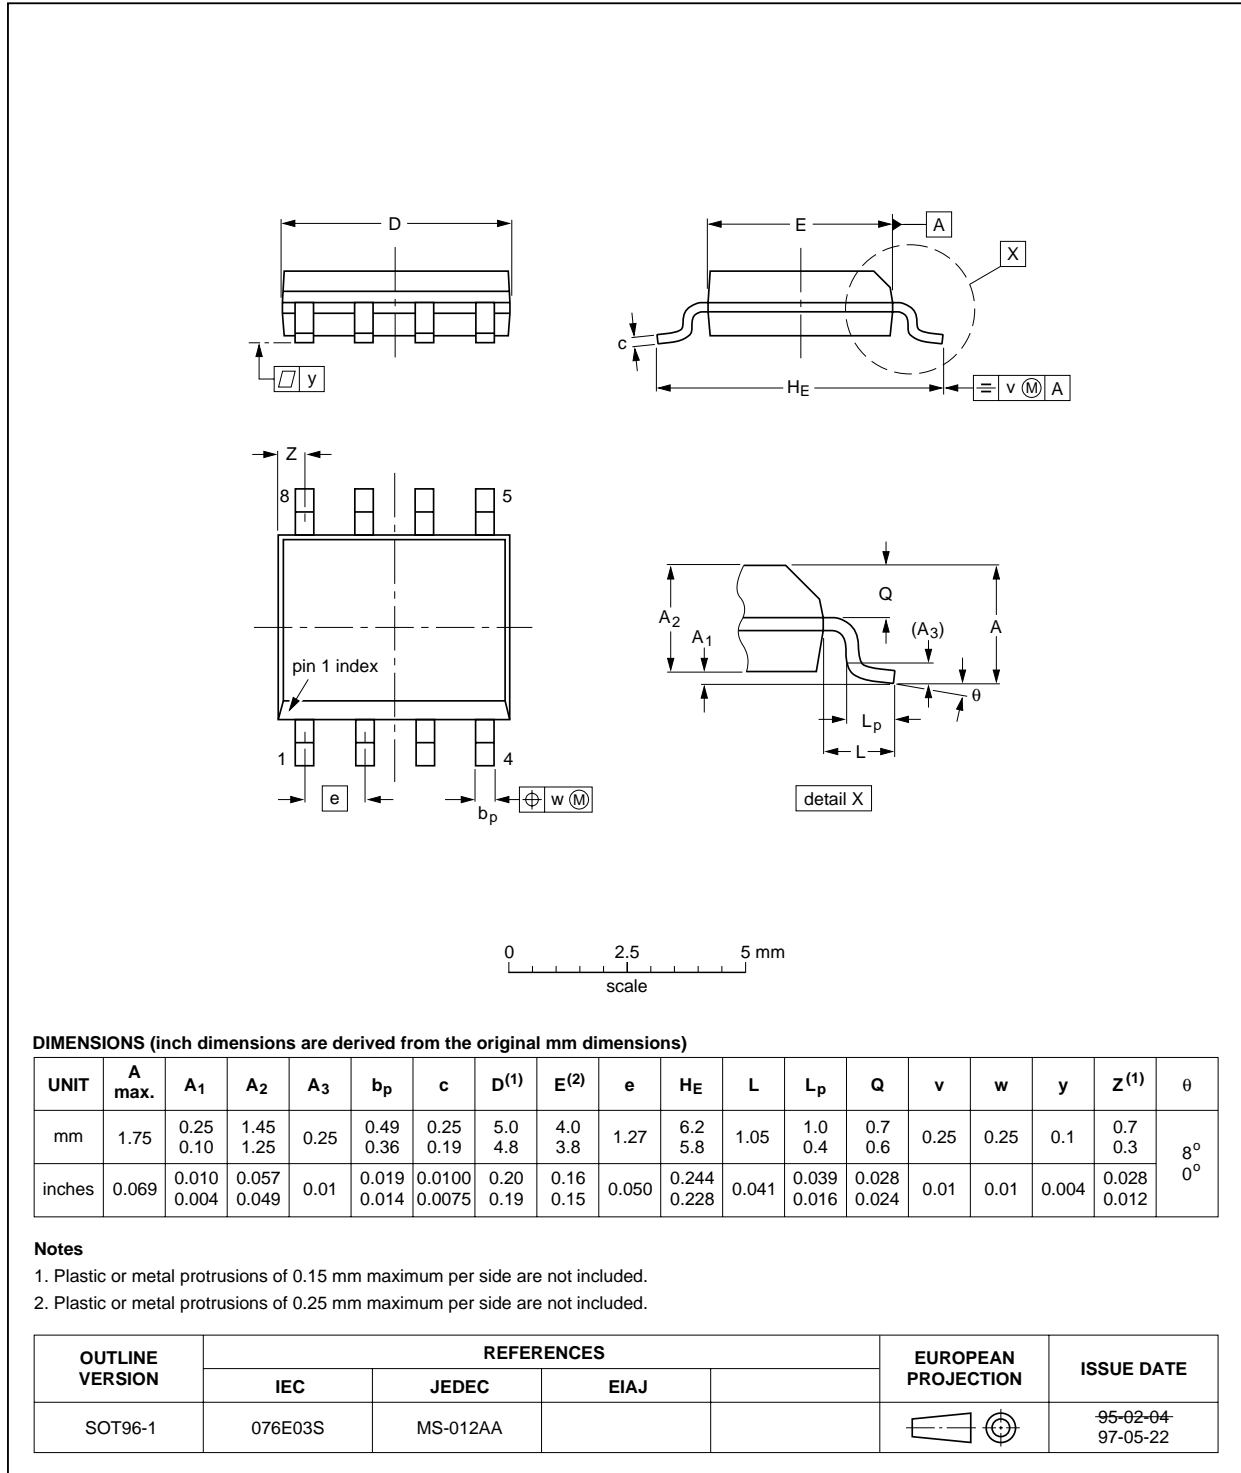 D
E
A
X
c
y
HE
v M A
Z
8
5
pin 1 index
1
4
e
bp
w M
A2
A1
Q
(A3)
A
θ
Lp
L
detail X
0 2.5 5 mm
scale
DIMENSIONS (inch dimensions are derived from the original mm dimensions)
UNIT A max. A1 A2 A3 bp c D(1) E(2) e HE L Lp Q v w y Z(1) θ
mm 1.75 0.25 0.10 1.45 1.25 0.25 0.49 0.36 0.25 0.19 5.0 4.8 4.0 3.8 1.27 6.2 5.8 1.05 1.0 0.4 0.7 0.6 0.25 0.25 0.1 0.7 0.3 8o 0o
inches 0.069 0.010 0.004 0.057 0.049 0.01 0.019 0.014 0.0100 0.0075 0.20 0.19 0.16 0.15 0.050 0.244 0.228 0.041 0.039 0.016 0.028 0.024 0.01 0.01 0.004 0.028 0.012
Notes
1. Plastic or metal protrusions of 0.15 mm maximum per side are not included.
2. Plastic or metal protrusions of 0.25 mm maximum per side are not included.
OUTLINE VERSION REFERENCES EUROPEAN PROJECTION ISSUE DATE
IEC JEDEC EIAJ
SOT96-1 076E03S MS-012AA 95-02-04
97-05-22